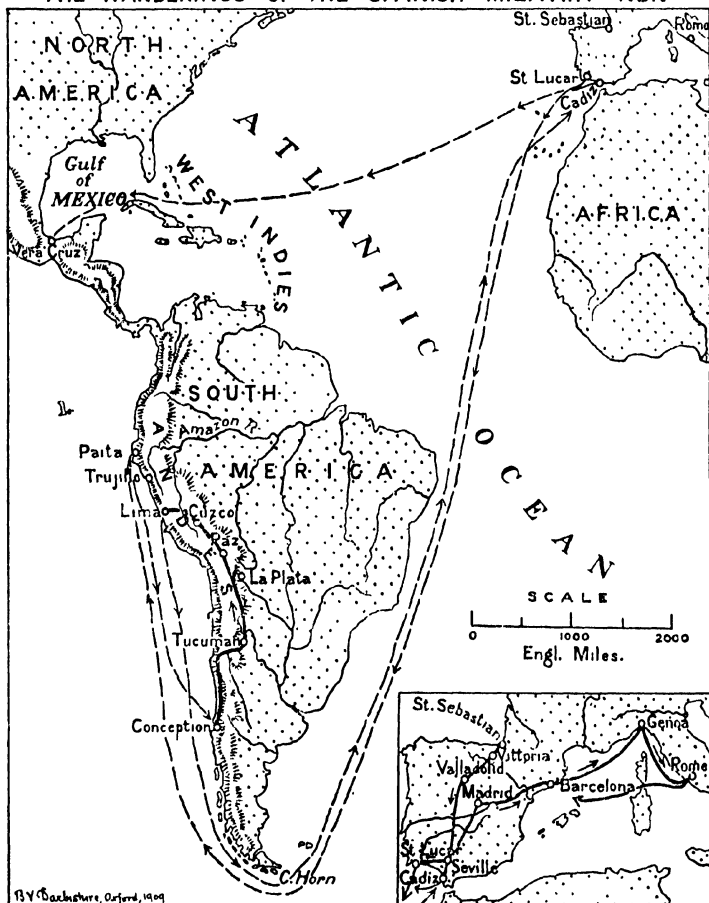 THE WANDERINGS OF THE SPANISH MILITARY NUN
NORTH
AMERICA
St. Sebastian
Rome
St Lucar
Cadiz
ATLANTIC
OCEAN
Gulf
of
MEXICO
WEST INDIES
Vera Cruz
AFRICA
SOUTH
AMERICA
Amazon R.
ANDES
Paita
Trujillo
Lima
Cuzco
Paz
La Plata
Tucuman
Conception
C. Horn
SCALE
0 1000 2000
Engl. Miles.
St. Sebastian
Vittoria
Valladolid
Madrid
Barcelona
Genoa
Rome
St Lucar
Seville
Cadiz
B.V. Darbishire, Oxford, 1909